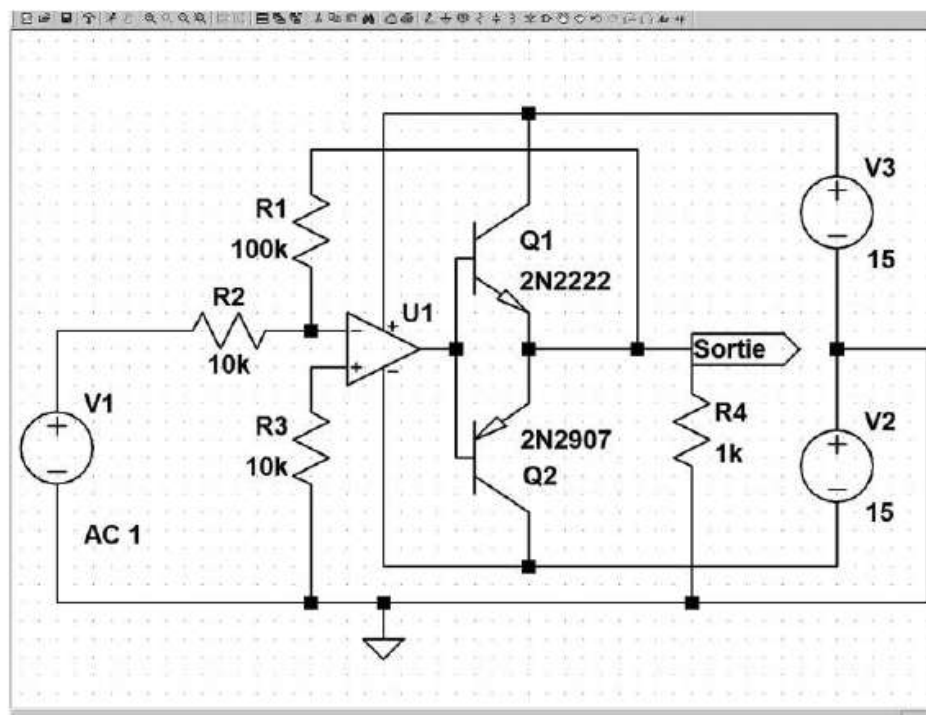 V3
15
R1
100k
Q1
2N2222
R2
10k
U1
Sortie
V1
R3
10k
2N2907
Q2
R4
1k
V2
15
AC 1